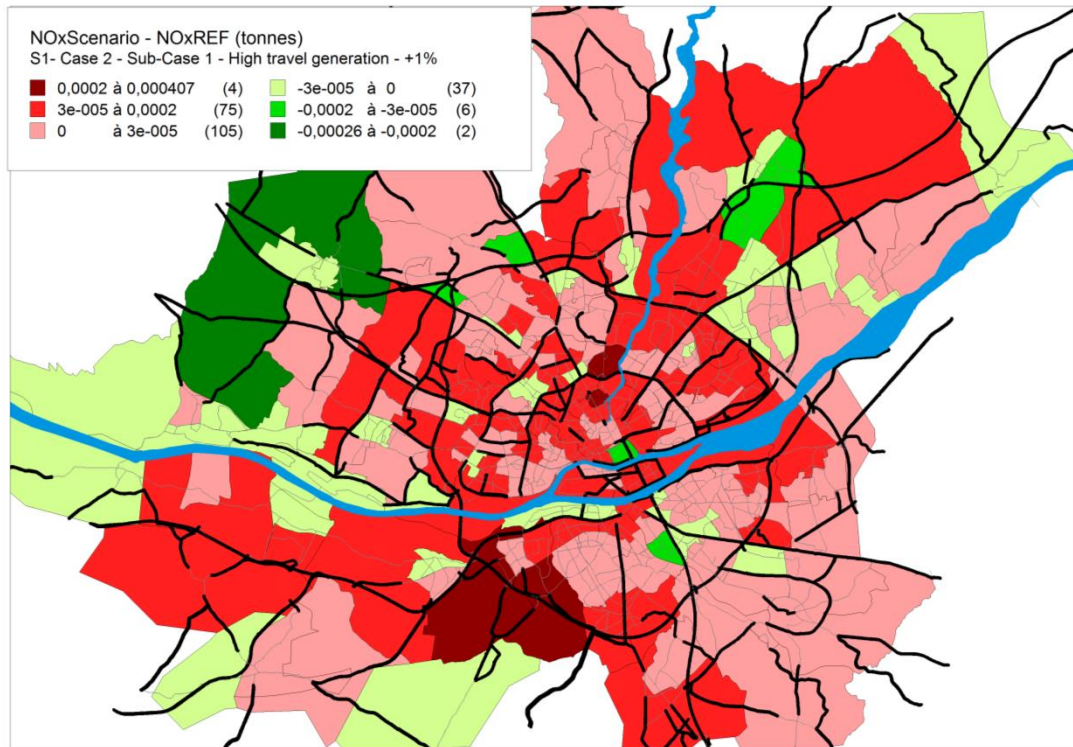 NOxScenario - NOxREF (tonnes)
S1- Case 2 - Sub-Case 1 - High travel generation - +1%
0,0002 à 0,000407 (4) -3e-005 à 0 (37)
3e-005 à 0,0002 (75) -0,0002 à -3e-005 (6)
0 à 3e-005 (105) -0,00026 à -0,0002 (2)